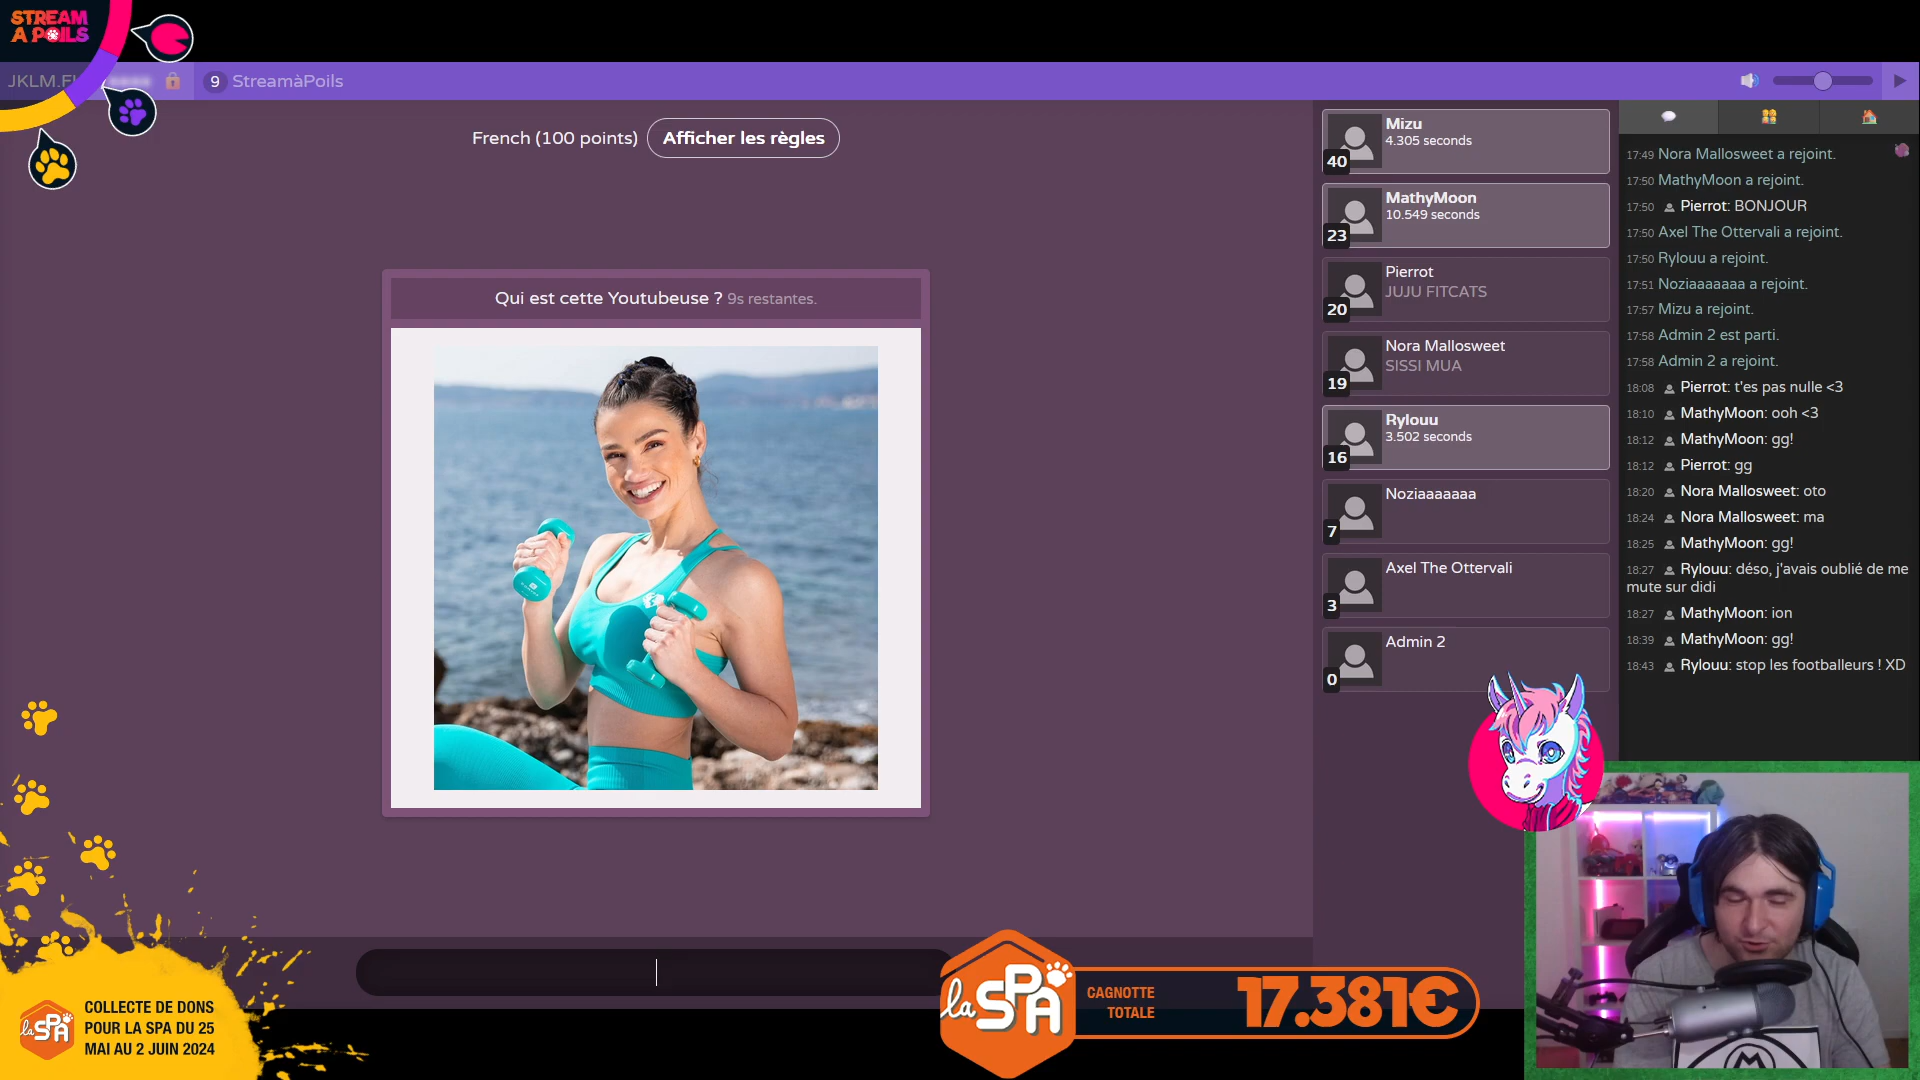 STREAM
A POILS
JKLM.F
9 StreamàPoils
French (100 points) Afficher les règles
Qui est cette Youtubeuse ? 9s restantes.
Mizu
4.305 seconds
40
MathyMoon
10.549 seconds
23
Pierrot
JUJU FITCATS
20
Nora Mallosweet
SISSI MUA
19
Rylouu
3.502 seconds
16
Noziaaaaaaa
7
Axel The Ottervali
3
Admin 2
0
17:49 Nora Mallosweet a rejoint.
17:50 MathyMoon a rejoint.
17:50 Pierrot: BONJOUR
17:50 Axel The Ottervali a rejoint.
17:50 Rylouu a rejoint.
17:51 Noziaaaaaaa a rejoint.
17:57 Mizu a rejoint.
17:58 Admin 2 est parti.
17:58 Admin 2 a rejoint.
18:08 Pierrot: t'es pas nulle <3
18:10 MathyMoon: ooh <3
18:12 MathyMoon: gg!
18:12 Pierrot: gg
18:20 Nora Mallosweet: oto
18:24 Nora Mallosweet: ma
18:25 MathyMoon: gg!
18:27 Rylouu: déso, j'avais oublié de me
mute sur didi
18:27 MathyMoon: ion
18:39 MathyMoon: gg!
18:43 Rylouu: stop les footballeurs ! XD
la SPA
COLLECTE DE DONS
POUR LA SPA DU 25
MAI AU 2 JUIN 2024
la SPA
CAGNOTTE
TOTALE
17.381€
M